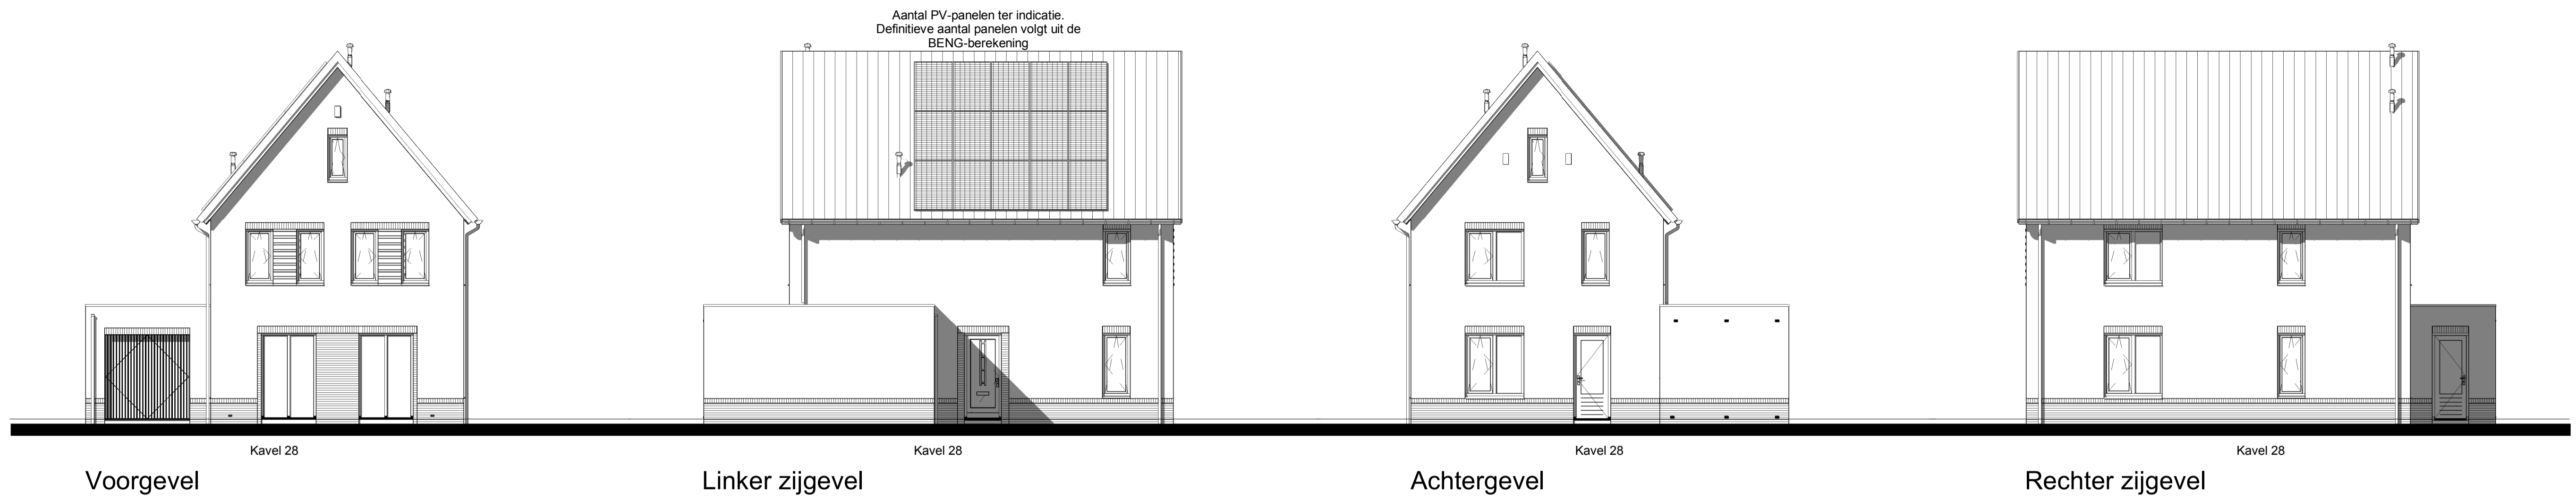 Aantal PV-panelen ter indicatie.
Definitieve aantal panelen volgt uit de
BENG-berekening
Kavel 28
Voorgevel
Kavel 28
Linker zijgevel
Kavel 28
Achtergevel
Kavel 28
Rechter zijgevel